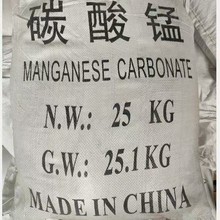 碳酸锰
MANGANESE CARBONATE
N.W.: 25 KG
G.W.: 25.1 KG
MADE IN CHINA